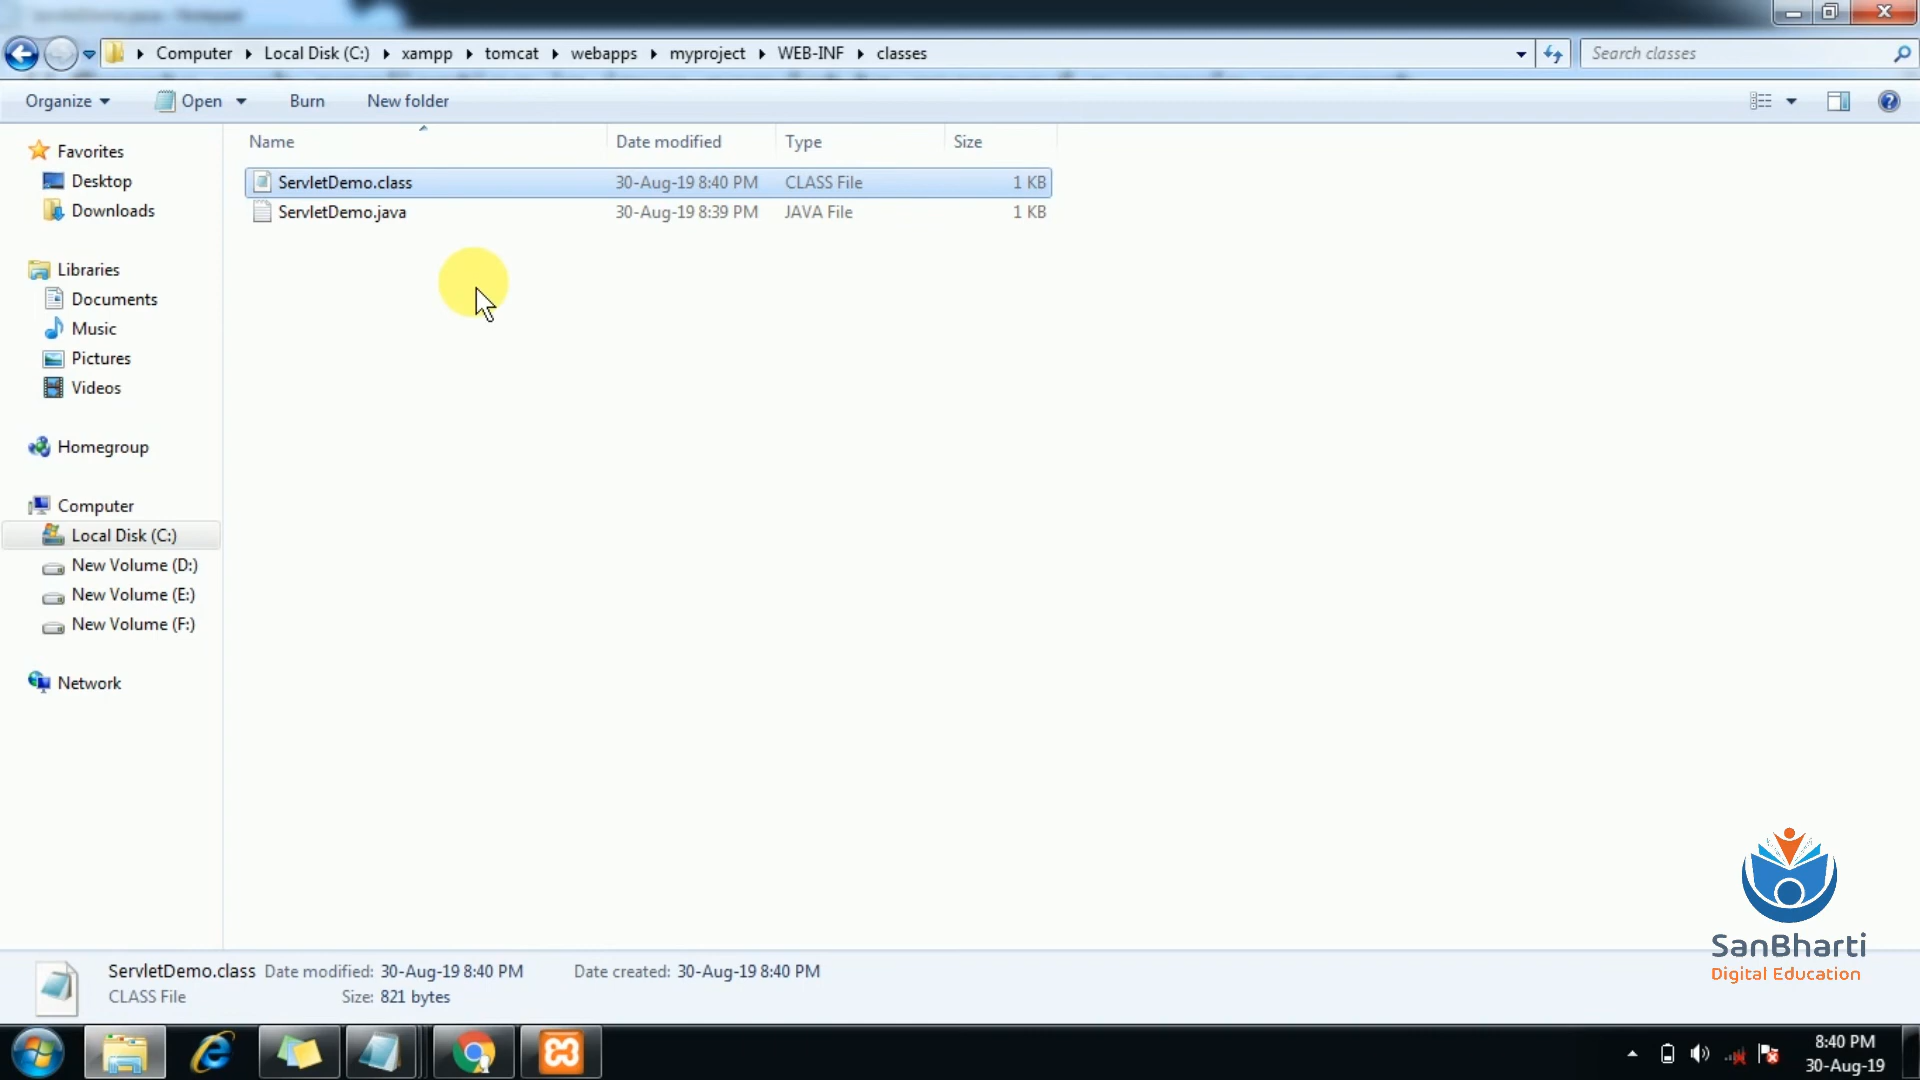 Computer Local Disk (C:) xampp tomcat webapps myproject WEB-INF classes
Search classes
Organize Open Burn New folder
Name Date modified Type Size
ServletDemo.class 30-Aug-19 8:40 PM CLASS File 1 KB
ServletDemo.java 30-Aug-19 8:39 PM JAVA File 1 KB
Favorites
Desktop
Downloads
Libraries
Documents
Music
Pictures
Videos
Homegroup
Computer
Local Disk (C:)
New Volume (D:)
New Volume (E:)
New Volume (F:)
Network
SanBharti
Digital Education
ServletDemo.class Date modified: 30-Aug-19 8:40 PM Date created: 30-Aug-19 8:40 PM
CLASS File Size: 821 bytes
8:40 PM
30-Aug-19